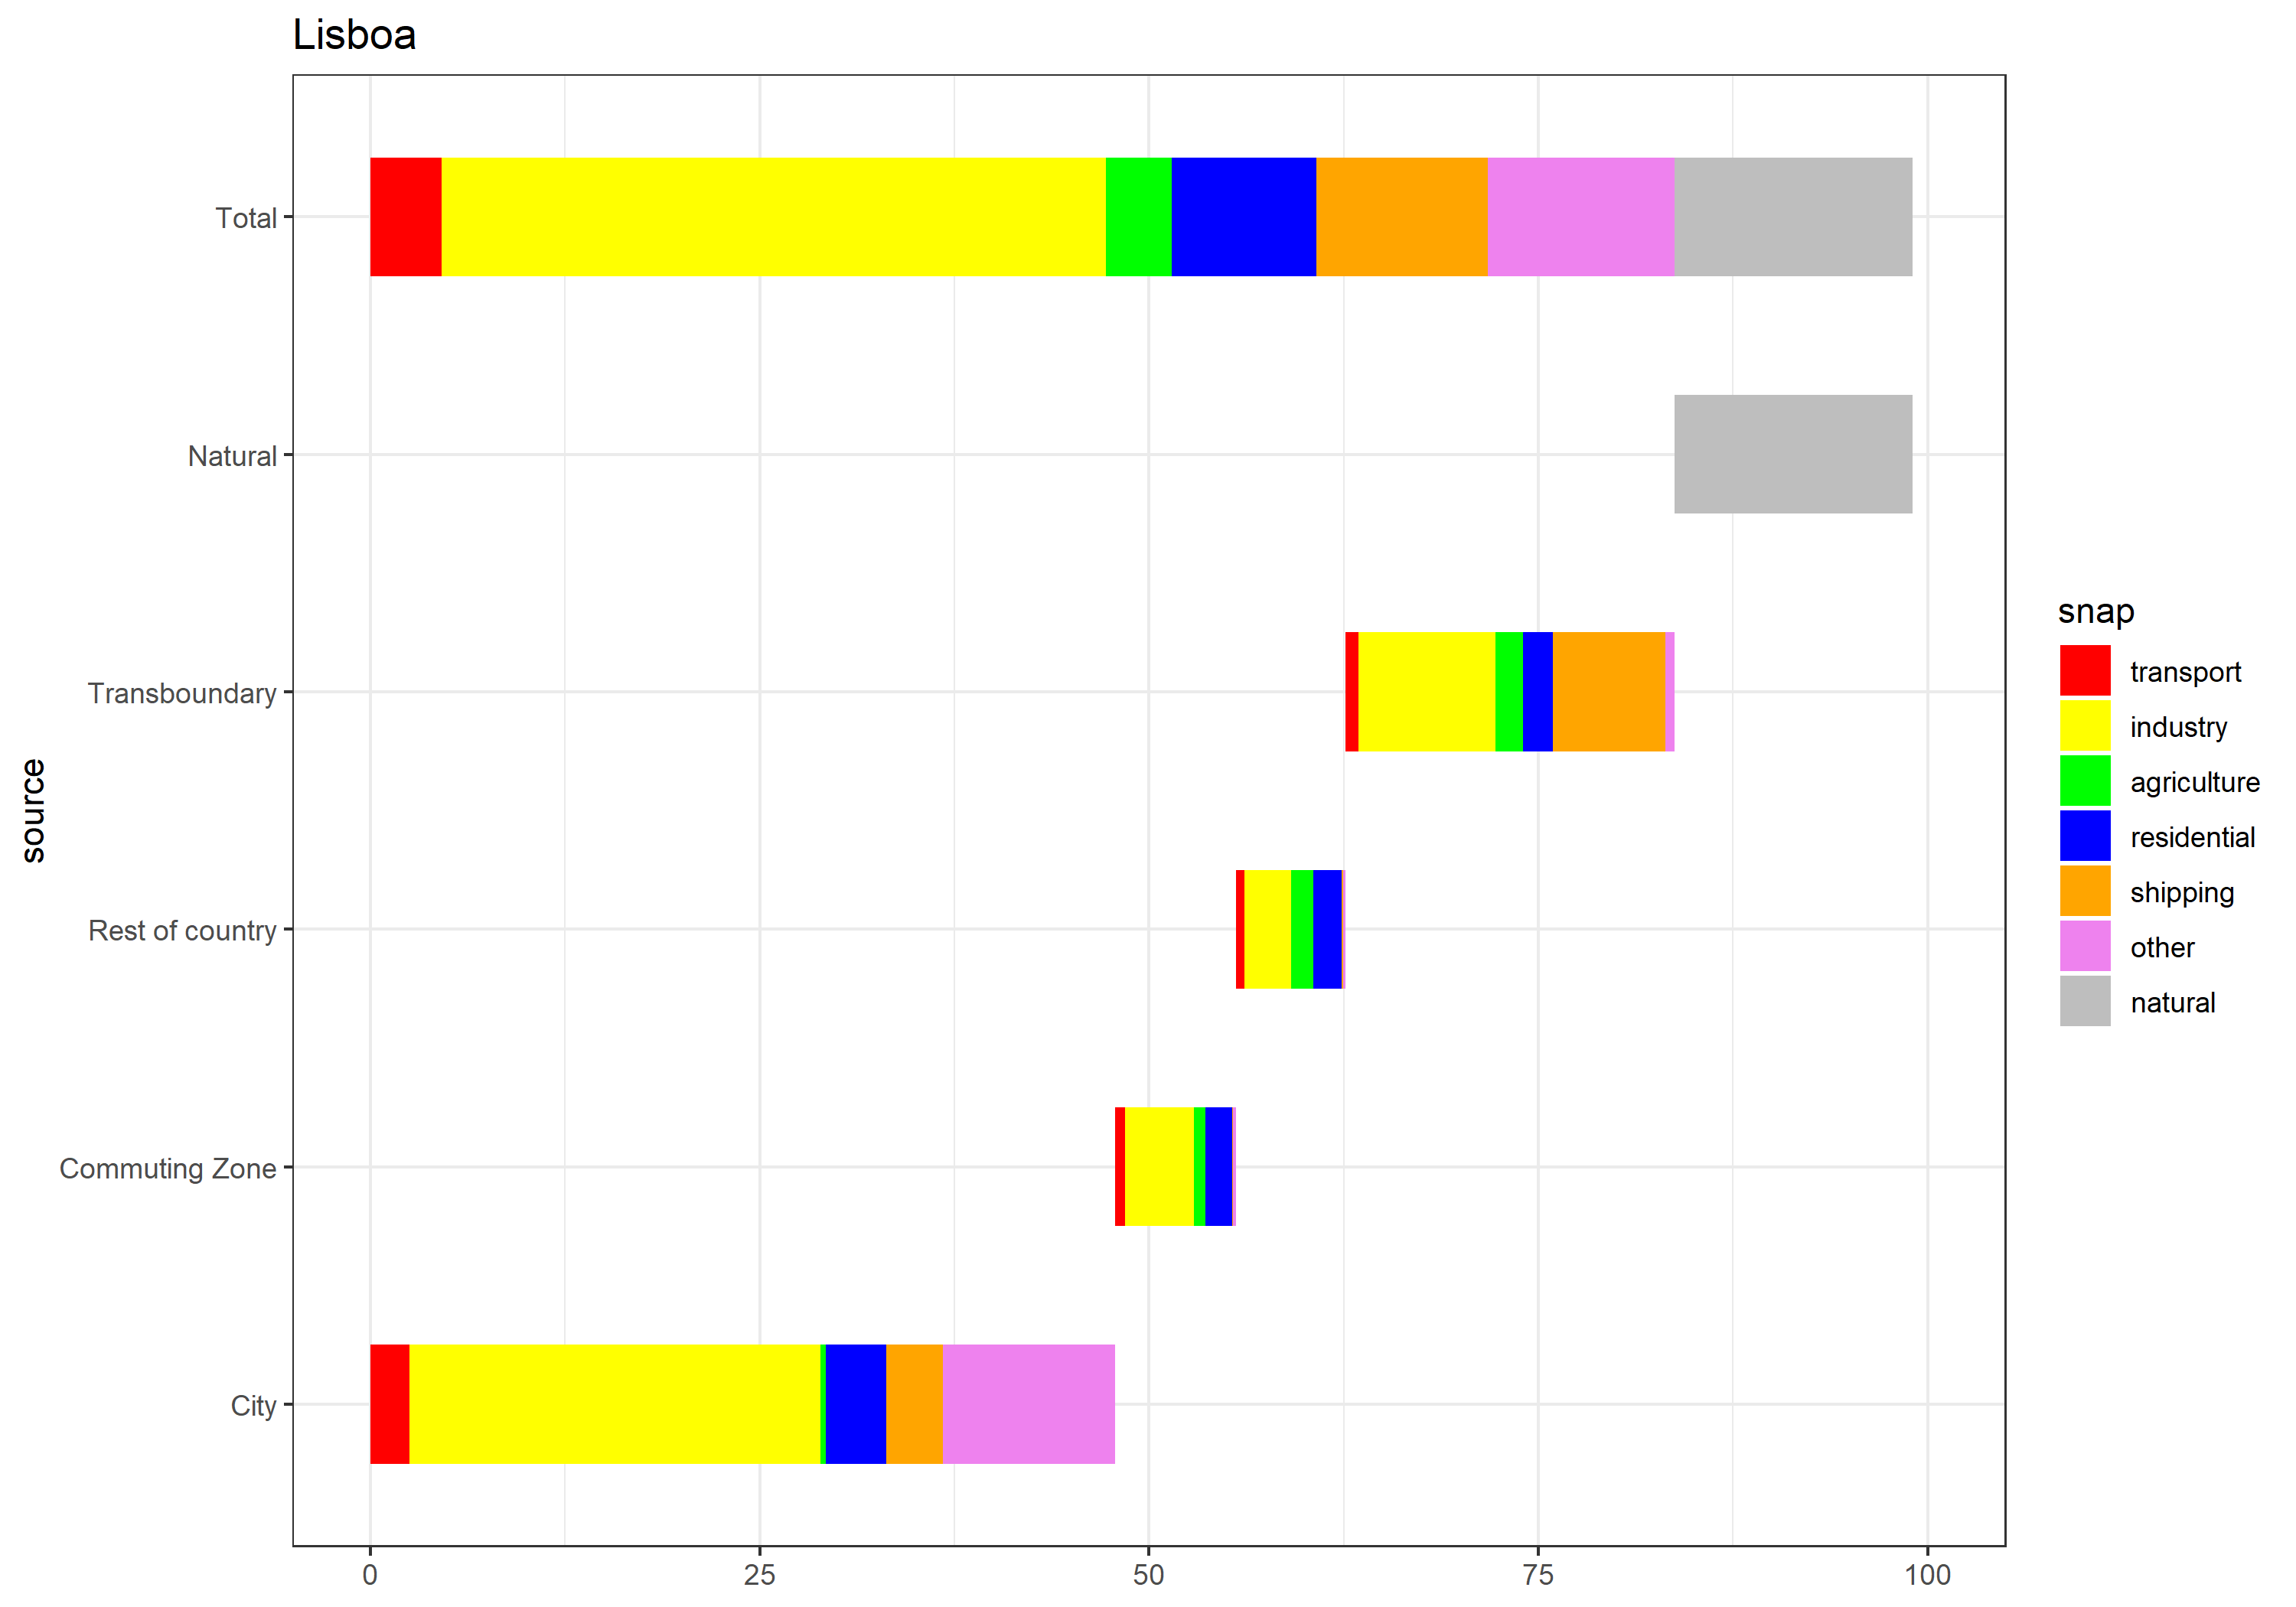 Lisboa
Total
Natural
Transboundary
Rest of country
Commuting Zone
City
source
0 25 50 75 100
snap
transport
industry
agriculture
residential
shipping
other
natural